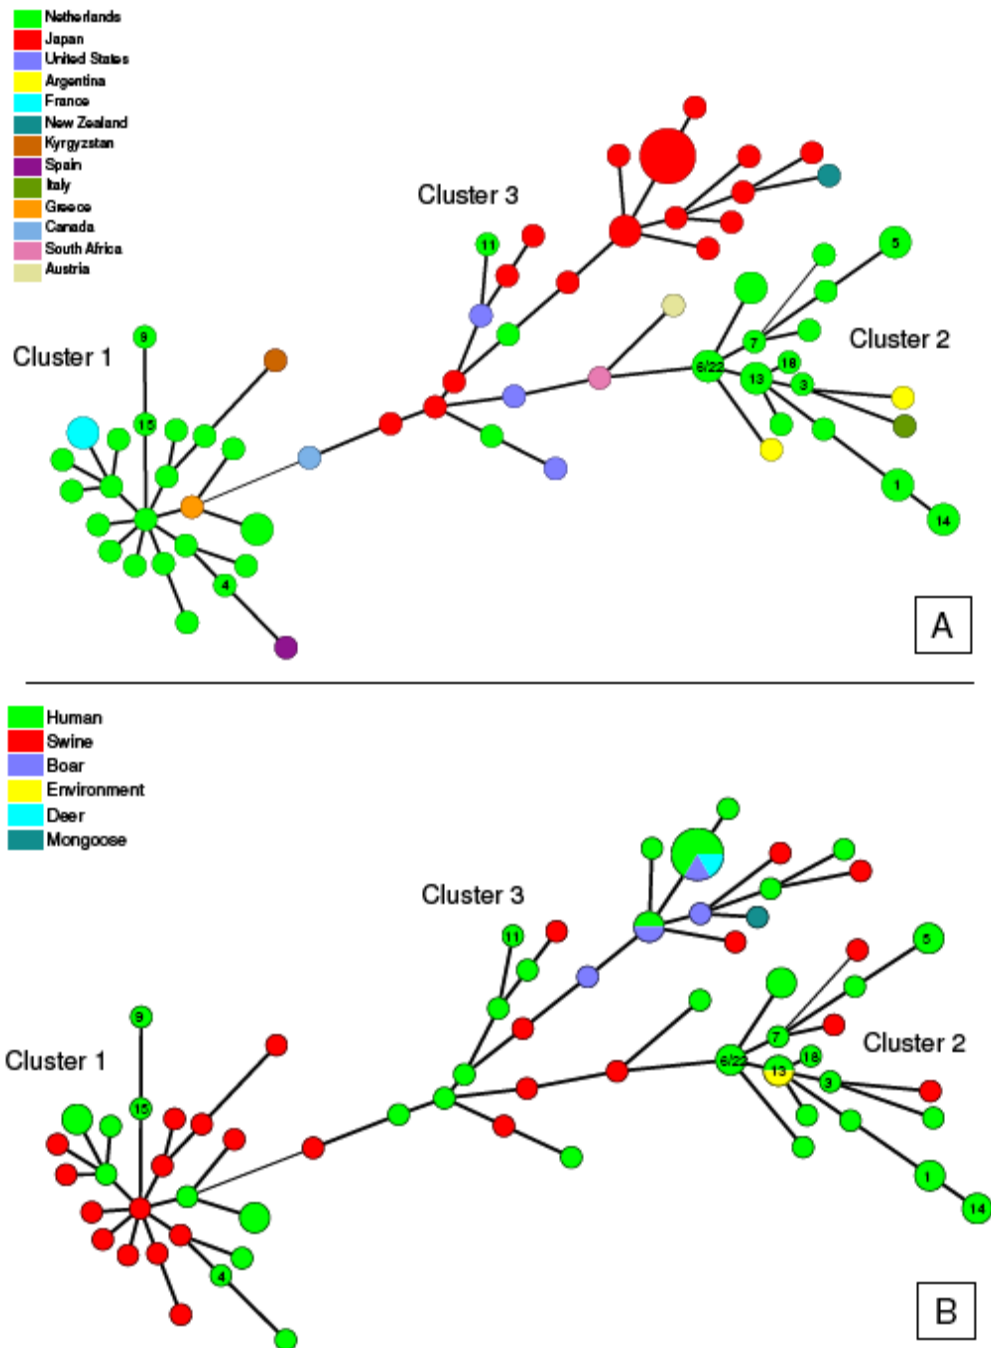 Netherlands
Japan
United States
Argentina
France
New Zealand
Kyrgyzstan
Spain
Italy
Greece
Canada
South Africa
Austria
Cluster 3
11
5
Cluster 1
9
7
Cluster 2
6/22
18
13
3
15
1
14
4
A
Human
Swine
Boar
Environment
Deer
Mongoose
Cluster 3
11
5
9
7
Cluster 2
Cluster 1
6/22
18
13
3
15
1
14
4
B